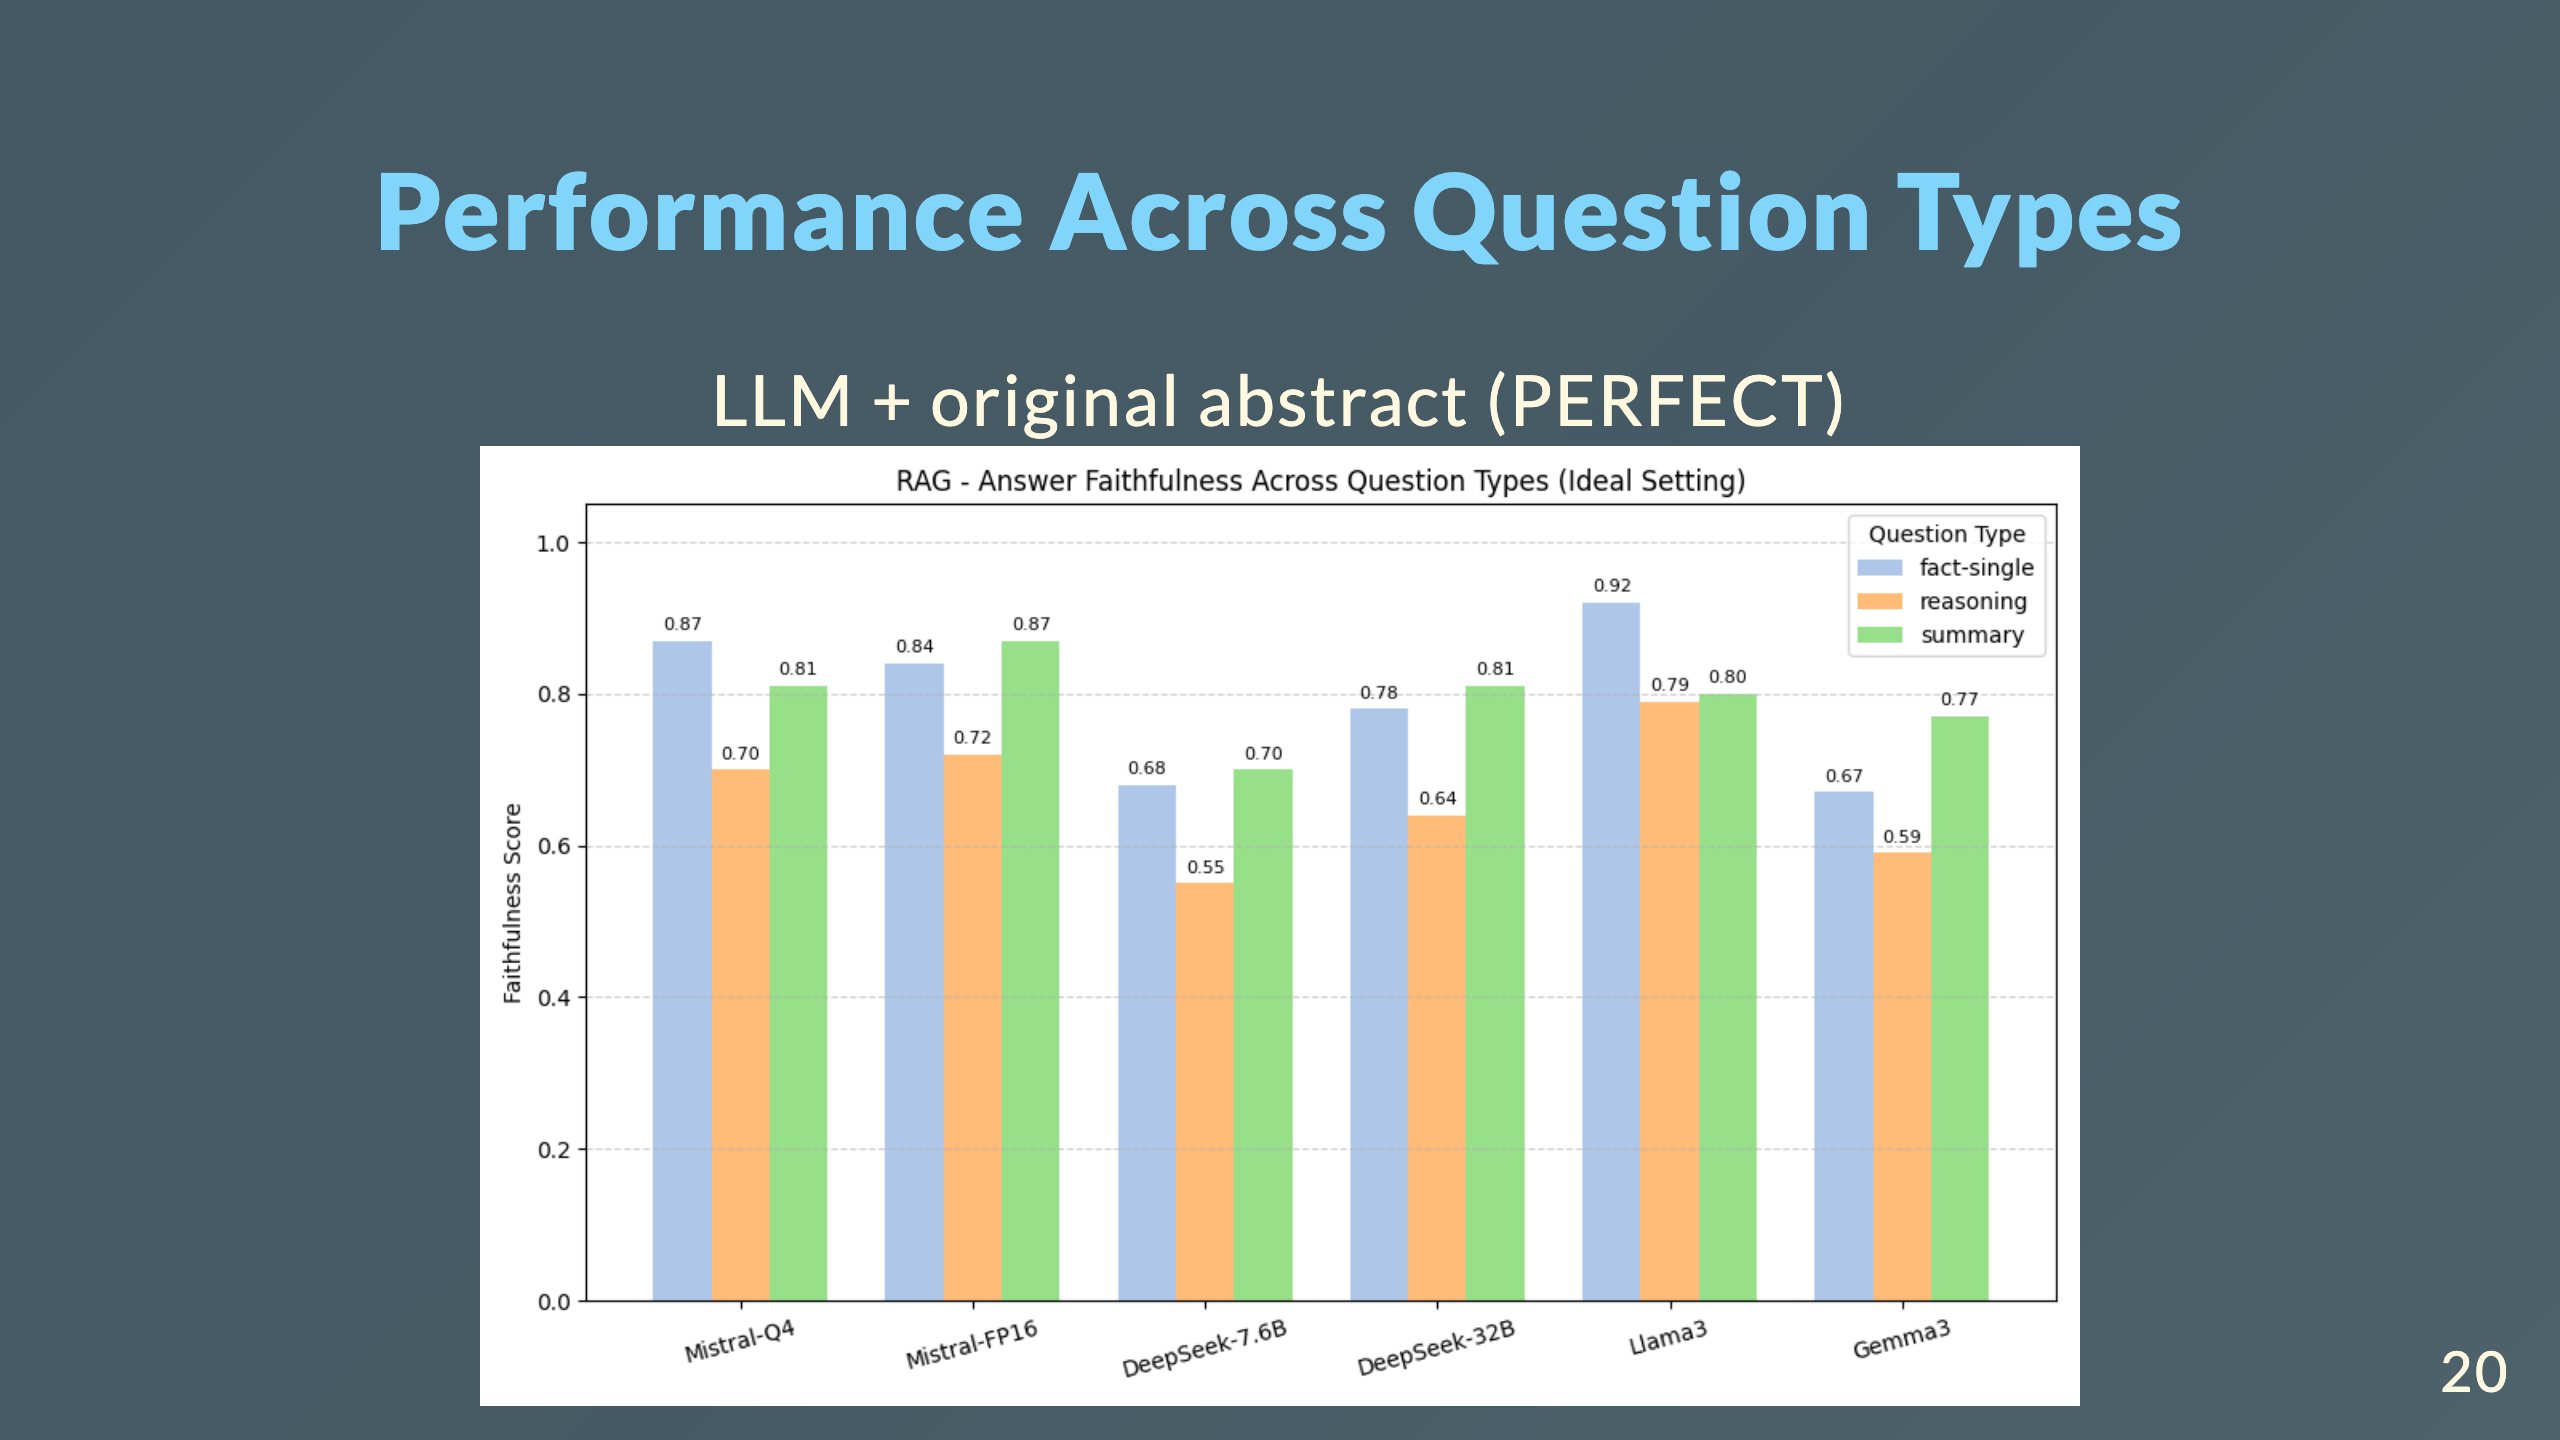 Performance Across Question Types
LLM + original abstract (PERFECT)
RAG - Answer Faithfulness Across Question Types (Ideal Setting)
Question Type
fact-single
reasoning
summary
Faithfulness Score
1.0
0.8
0.6
0.4
0.2
0.0
0.87
0.70
0.81
0.84
0.72
0.87
0.68
0.55
0.70
0.78
0.64
0.81
0.92
0.79
0.80
0.67
0.59
0.77
Mistral-Q4
Mistral-FP16
DeepSeek-7.6B
DeepSeek-32B
Llama3
Gemma3
20